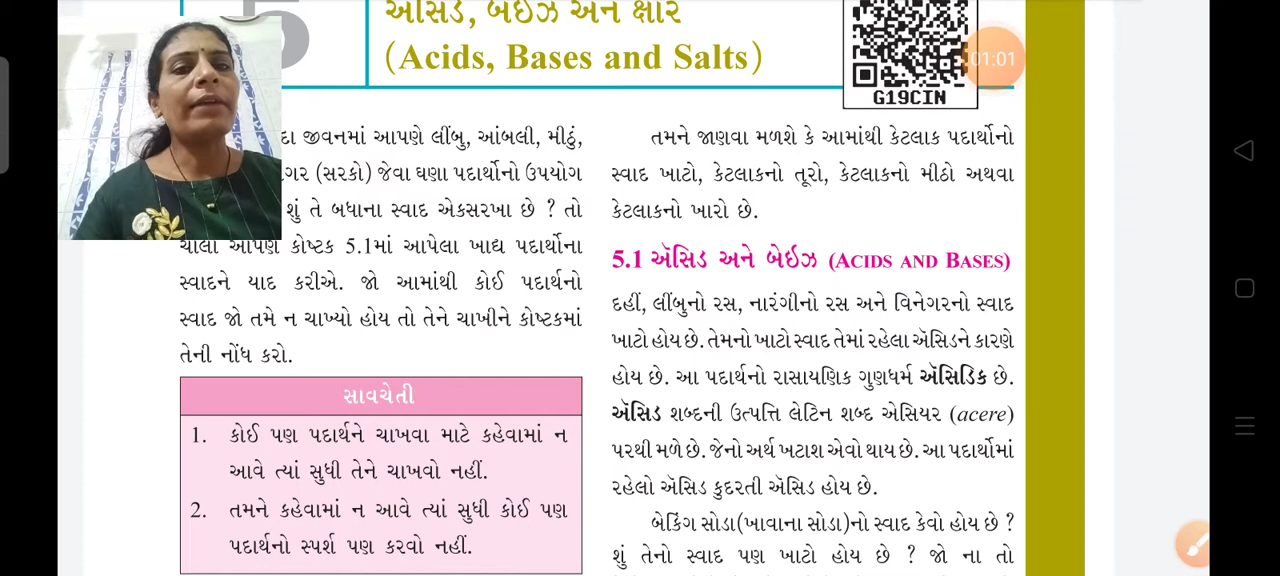 5
ઍસિડ, બેઇઝ અને ક્ષાર
(Acids, Bases and Salts)
G19CIN
01:01
જીવનમાં આપણે લીંબુ, આંબલી, મીઠું,
(સરકો) જેવા ઘણા પદાર્થોનો ઉપયોગ
શું તે બધાના સ્વાદ એકસરખા છે ? તો
ચાલો આપણે કોષ્ટક 5.1માં આપેલા ખાદ્ય પદાર્થોના
સ્વાદને યાદ કરીએ. જો આમાંથી કોઈ પદાર્થનો
સ્વાદ જો તમે ન ચાખ્યો હોય તો તેને ચાખીને કોષ્ટકમાં
તેની નોંધ કરો.
સાવચેતી
1. કોઈ પણ પદાર્થને ચાખવા માટે કહેવામાં ન
આવે ત્યાં સુધી તેને ચાખવો નહીં.
2. તમને કહેવામાં ન આવે ત્યાં સુધી કોઈ પણ
પદાર્થનો સ્પર્શ પણ કરવો નહીં.
તમને જાણવા મળશે કે આમાંથી કેટલાક પદાર્થોનો
સ્વાદ ખાટો, કેટલાકનો તૂરો, કેટલાકનો મીઠો અથવા
કેટલાકનો ખારો છે.
5.1 ઍસિડ અને બેઇઝ (ACIDS AND BASES)
દહીં, લીંબુનો રસ, નારંગીનો રસ અને વિનેગરનો સ્વાદ
ખાટો હોય છે. તેમનો ખાટો સ્વાદ તેમાં રહેલા ઍસિડને કારણે
હોય છે. આ પદાર્થનો રાસાયણિક ગુણધર્મ ઍસિડિક છે.
ઍસિડ શબ્દની ઉત્પત્તિ લેટિન શબ્દ એસિયર (acere)
પરથી મળે છે. જેનો અર્થ ખટાશ એવો થાય છે. આ પદાર્થોમાં
રહેલો ઍસિડ કુદરતી ઍસિડ હોય છે.
બેકિંગ સોડા(ખાવાના સોડા)નો સ્વાદ કેવો હોય છે ?
શું તેનો સ્વાદ પણ ખાટો હોય છે ? જો ના તો